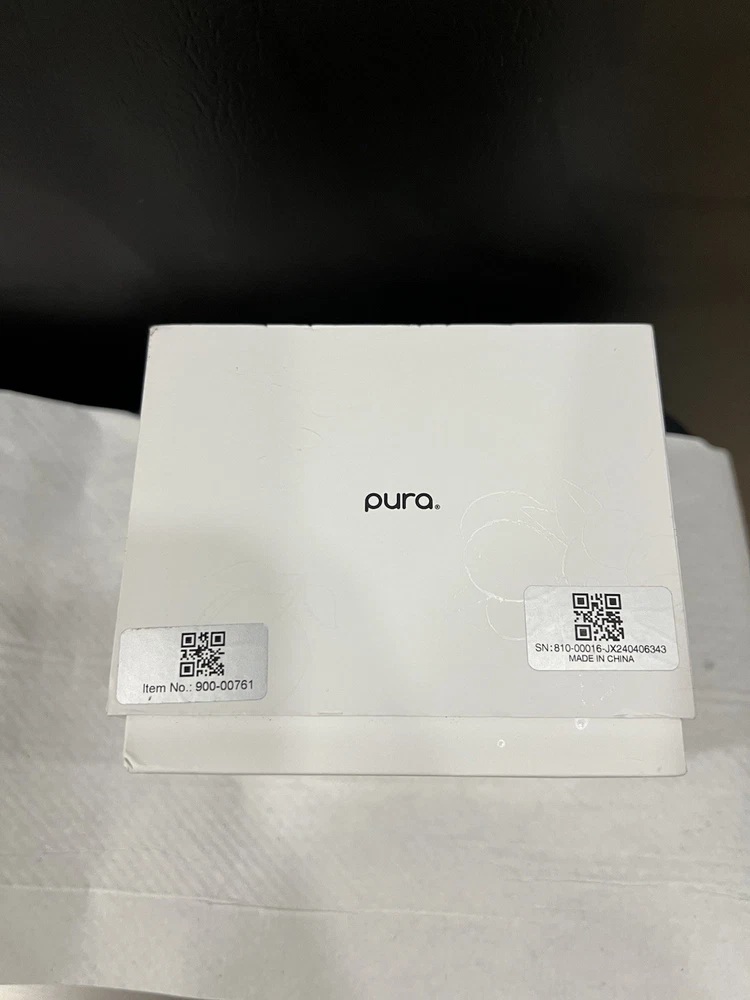 pura®
Item No.: 900-00761
SN:810-00016-JX240406343
MADE IN CHINA